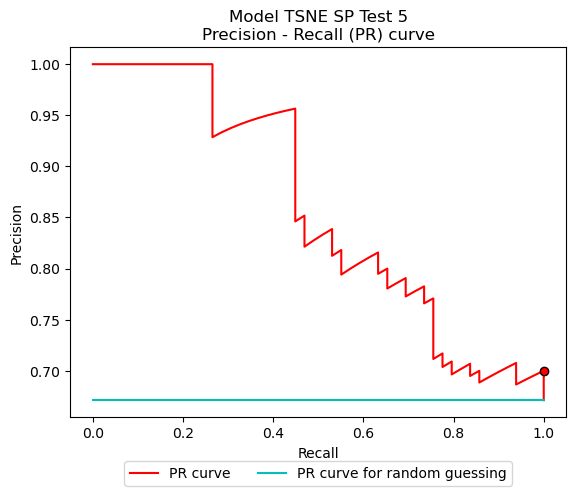 Model TSNE SP Test 5
Precision - Recall (PR) curve
1.00
0.95
0.90
0.85
0.80
0.75
0.70
Precision
0.0 0.2 0.4 0.6 0.8 1.0
Recall
PR curve PR curve for random guessing